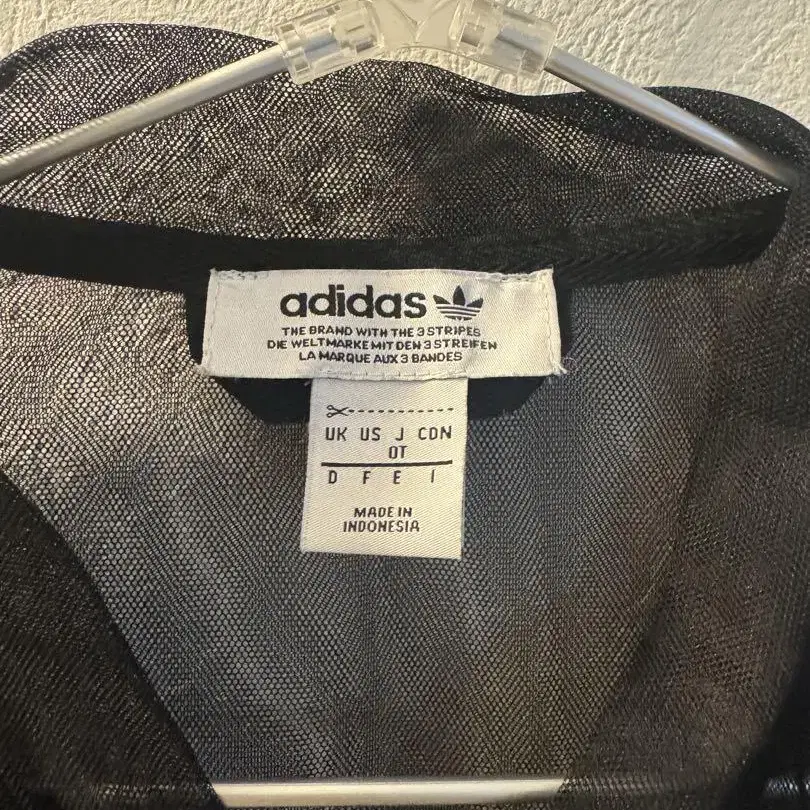 adidas
THE BRAND WITH THE 3 STRIPES
DIE WELTMARKE MIT DEN 3 STREIFEN
LA MARQUE AUX 3 BANDES
UK US J CDN
OT
D F E I
MADE IN
INDONESIA